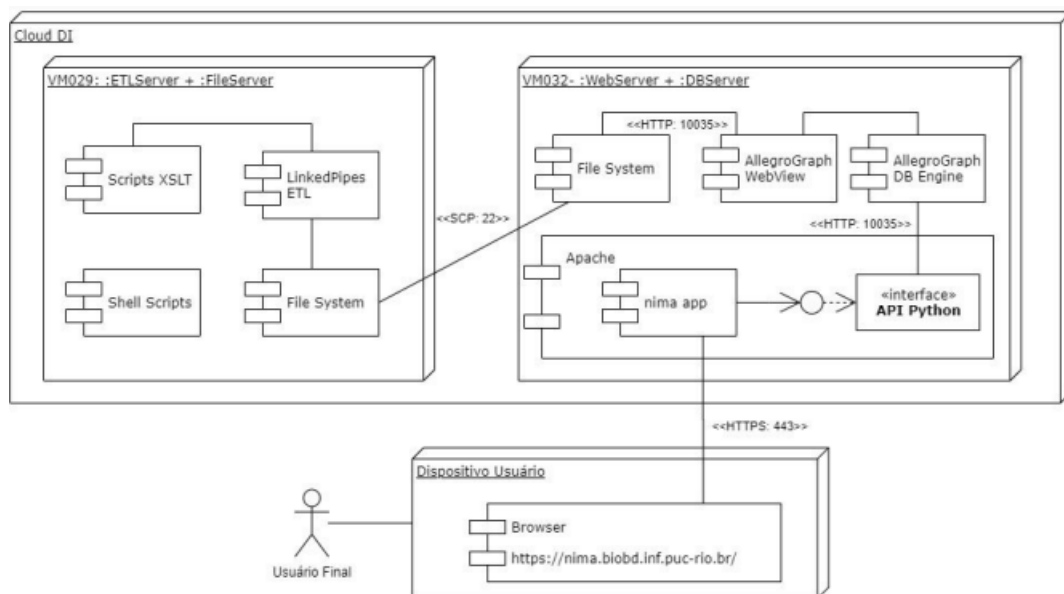 Cloud DI
VM029: :ETLServer + :FileServer
Scripts XSLT
LinkedPipes
ETL
Shell Scripts
File System
<<SCP: 22>>
VM032- :WebServer + :DBServer
File System
<<HTTP: 10035>>
AllegroGraph
WebView
AllegroGraph
DB Engine
<<HTTP: 10035>>
Apache
nima app
«interface»
API Python
<<HTTPS: 443>>
Dispositivo Usuário
Browser
https://nima.biobd.inf.puc-rio.br/
Usuário Final